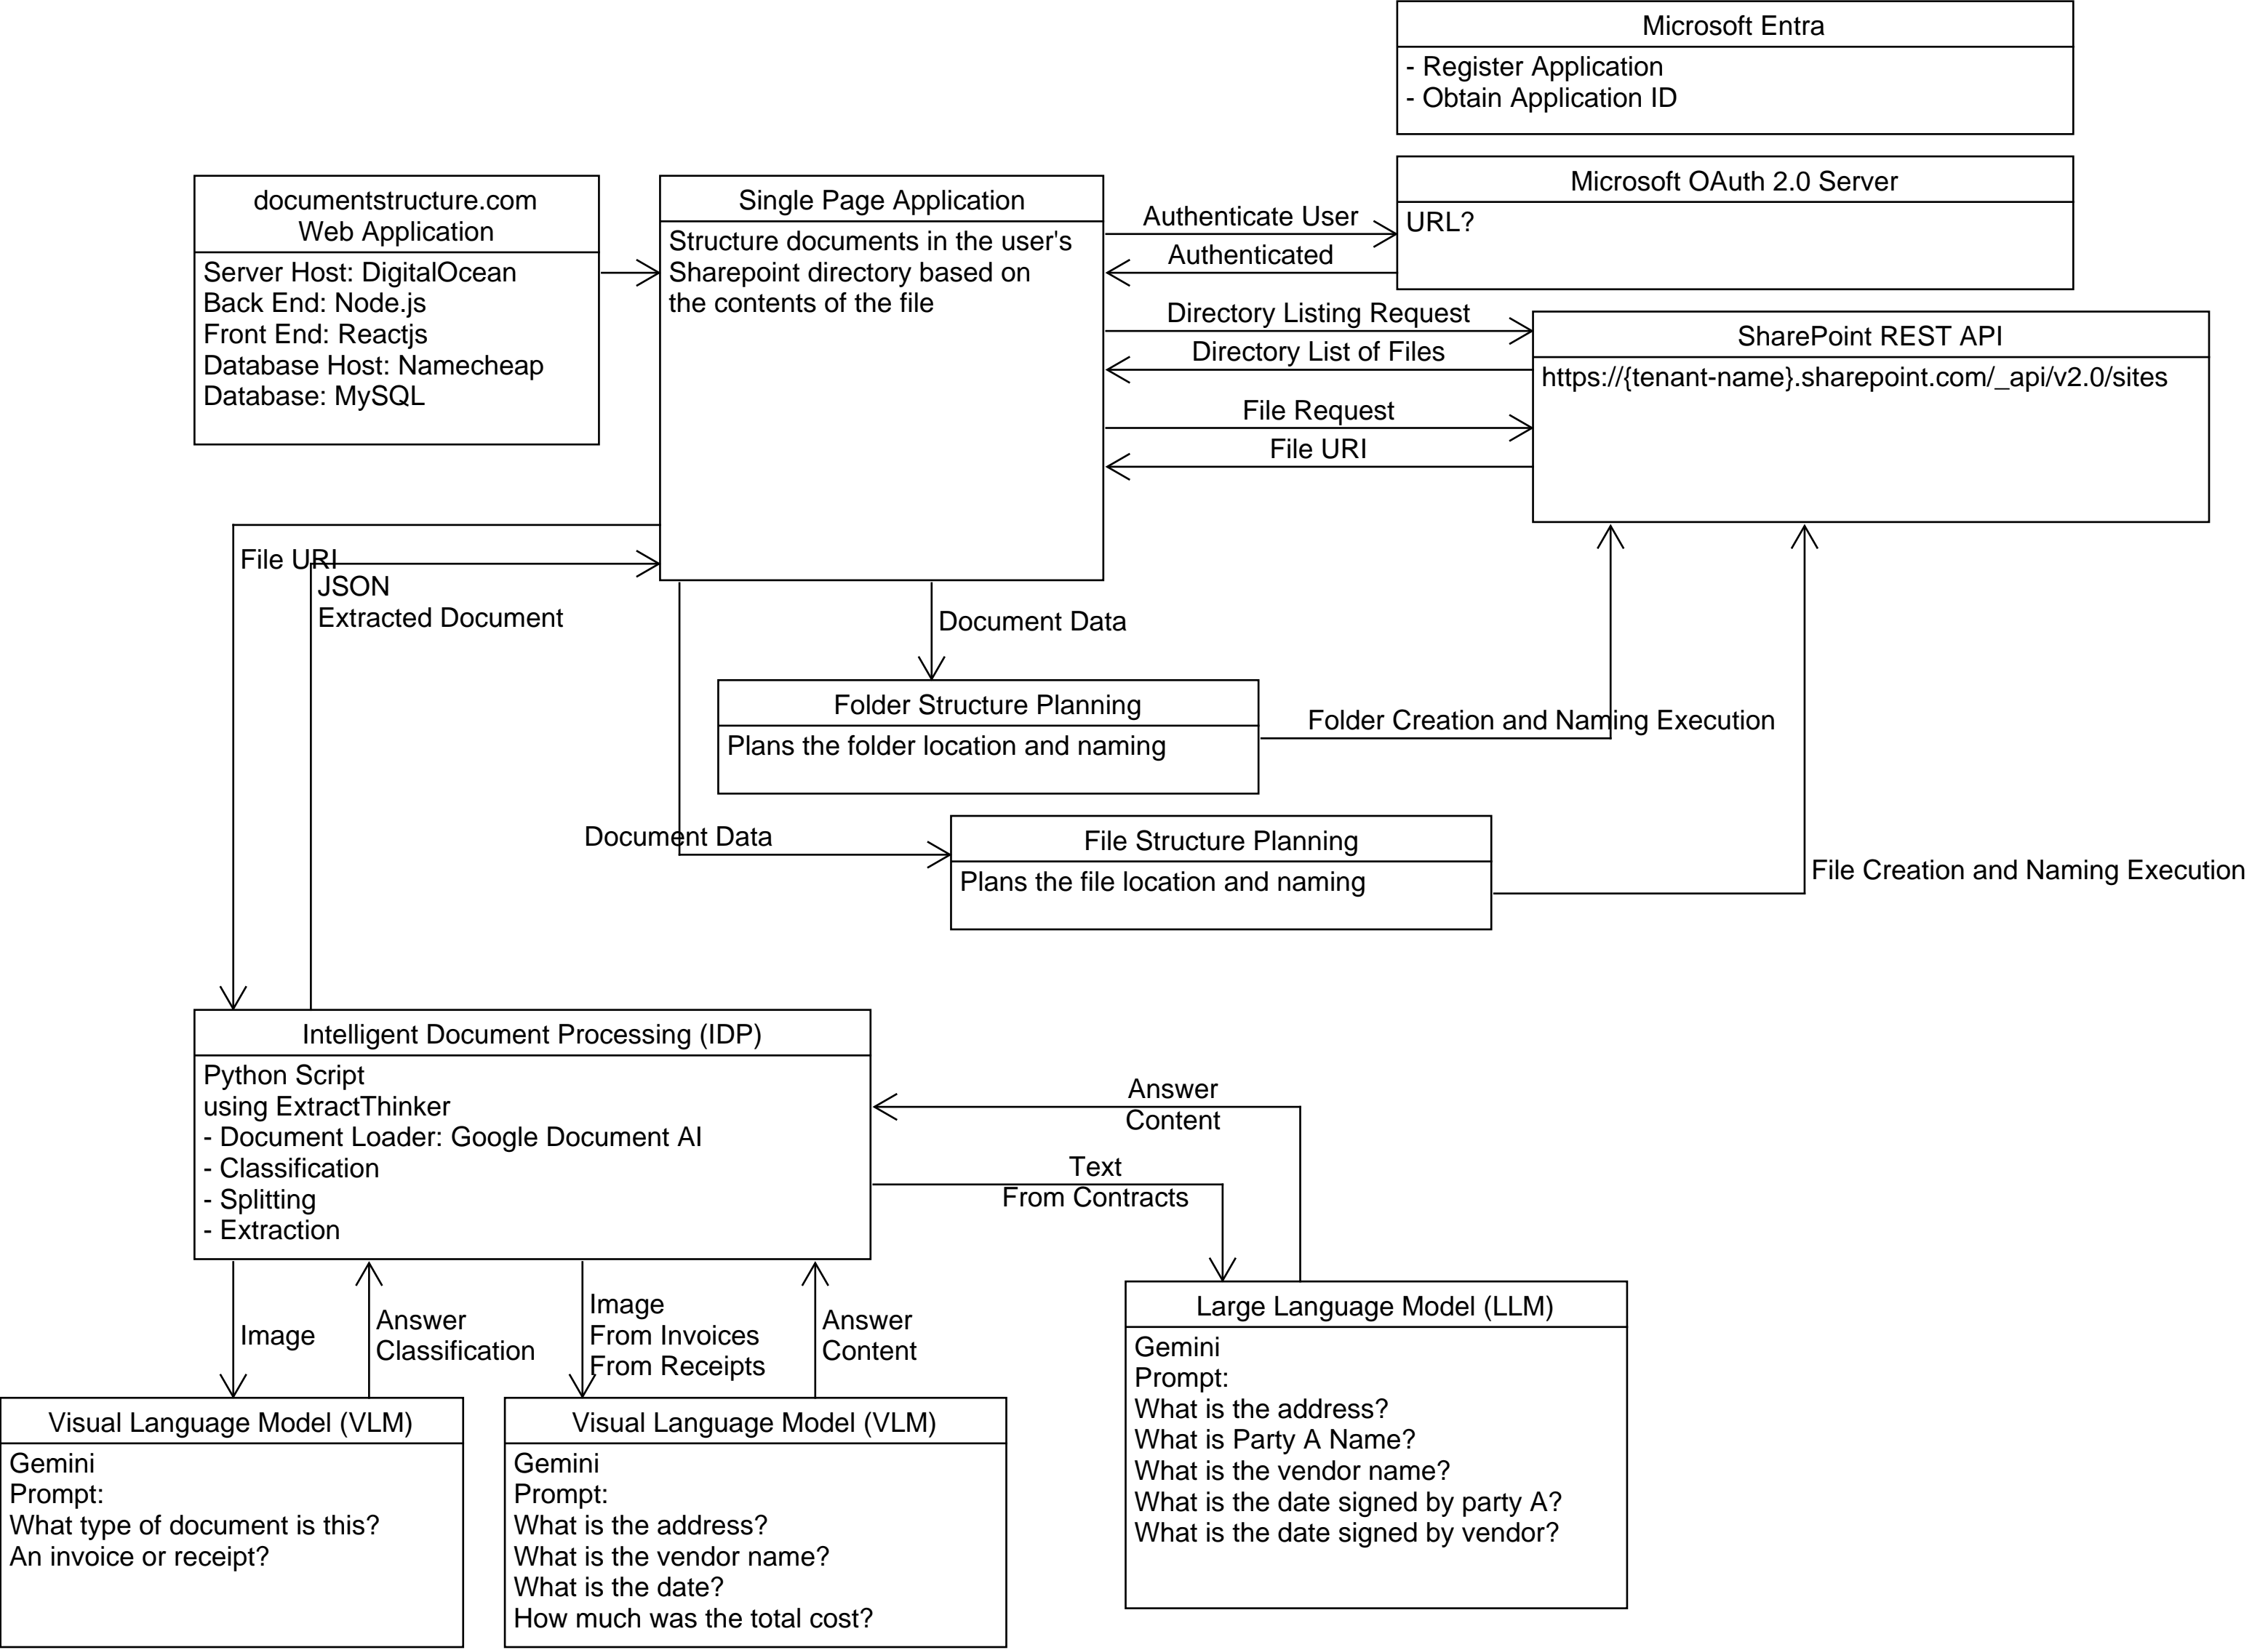 Microsoft Entra
- Register Application
- Obtain Application ID
documentstructure.com
Web Application
Server Host: DigitalOcean
Back End: Node.js
Front End: Reactjs
Database Host: Namecheap
Database: MySQL
Single Page Application
Structure documents in the user's
Sharepoint directory based on
the contents of the file
Authenticate User
Authenticated
Microsoft OAuth 2.0 Server
URL?
Directory Listing Request
Directory List of Files
File Request
File URI
SharePoint REST API
https://{tenant-name}.sharepoint.com/_api/v2.0/sites
File URI
JSON
Extracted Document
Document Data
Folder Structure Planning
Plans the folder location and naming
Folder Creation and Naming Execution
Document Data
File Structure Planning
Plans the file location and naming
File Creation and Naming Execution
Intelligent Document Processing (IDP)
Python Script
using ExtractThinker
- Document Loader: Google Document AI
- Classification
- Splitting
- Extraction
Answer
Content
Text
From Contracts
Image
Answer
Classification
Image
From Invoices
From Receipts
Answer
Content
Visual Language Model (VLM)
Gemini
Prompt:
What type of document is this?
An invoice or receipt?
Visual Language Model (VLM)
Gemini
Prompt:
What is the address?
What is the vendor name?
What is the date?
How much was the total cost?
Large Language Model (LLM)
Gemini
Prompt:
What is the address?
What is Party A Name?
What is the vendor name?
What is the date signed by party A?
What is the date signed by vendor?